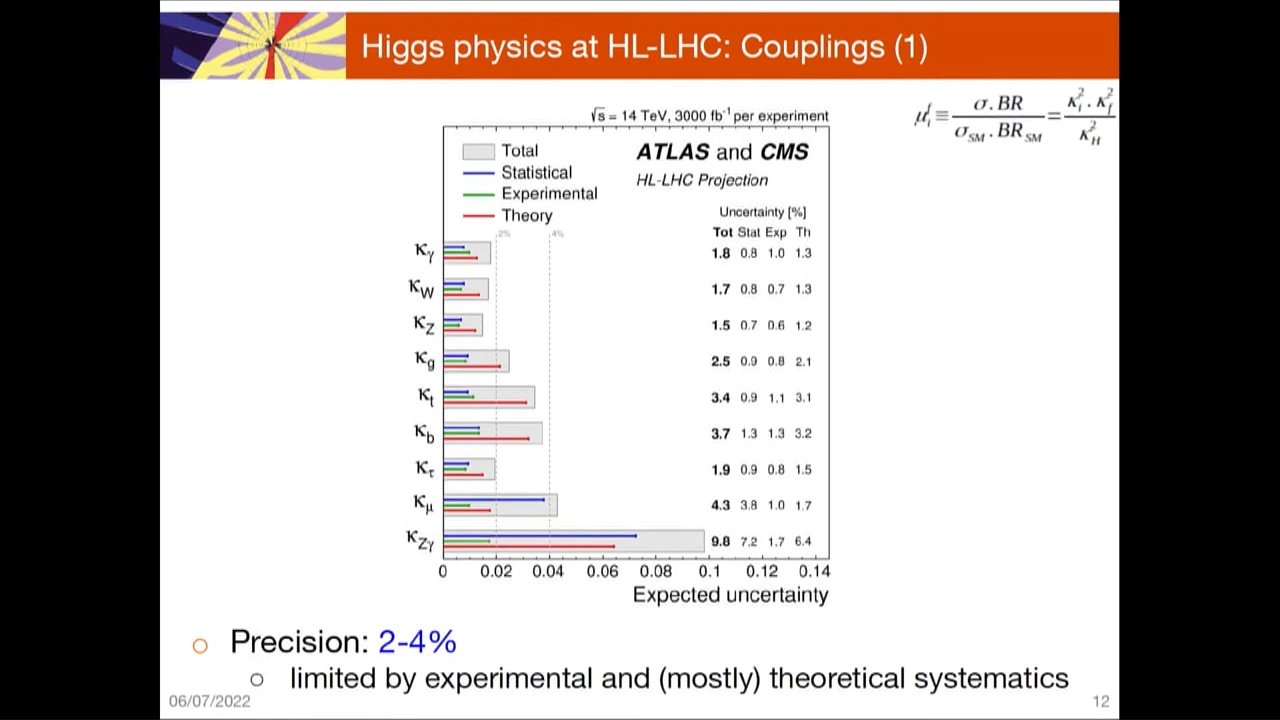 Higgs physics at HL-LHC: Couplings (1)
√s = 14 TeV, 3000 fb⁻¹ per experiment
μᵢᶠ ≡ σ.BR / σ_SM.BR_SM = κᵢ².κf² / κH²
Total
Statistical
Experimental
Theory
ATLAS and CMS
HL-LHC Projection
Uncertainty [%]
Tot Stat Exp Th
2% 4%
κγ 1.8 0.8 1.0 1.3
κW 1.7 0.8 0.7 1.3
κZ 1.5 0.7 0.6 1.2
κg 2.5 0.9 0.8 2.1
κt 3.4 0.9 1.1 3.1
κb 3.7 1.3 1.3 3.2
κτ 1.9 0.9 0.8 1.5
κμ 4.3 3.8 1.0 1.7
κZγ 9.8 7.2 1.7 6.4
0 0.02 0.04 0.06 0.08 0.1 0.12 0.14
Expected uncertainty
Precision: 2-4%
limited by experimental and (mostly) theoretical systematics
06/07/2022
12